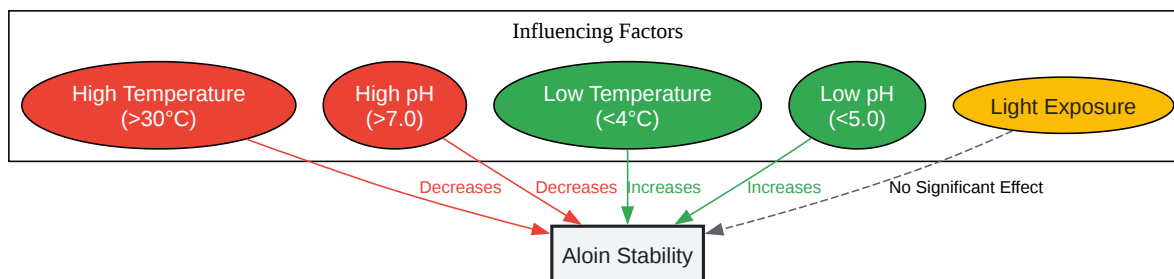 Influencing Factors
High Temperature
(>30°C)
High pH
(>7.0)
Low Temperature
(<4°C)
Low pH
(<5.0)
Light Exposure
Decreases
Decreases
Increases
Increases
No Significant Effect
Aloin Stability